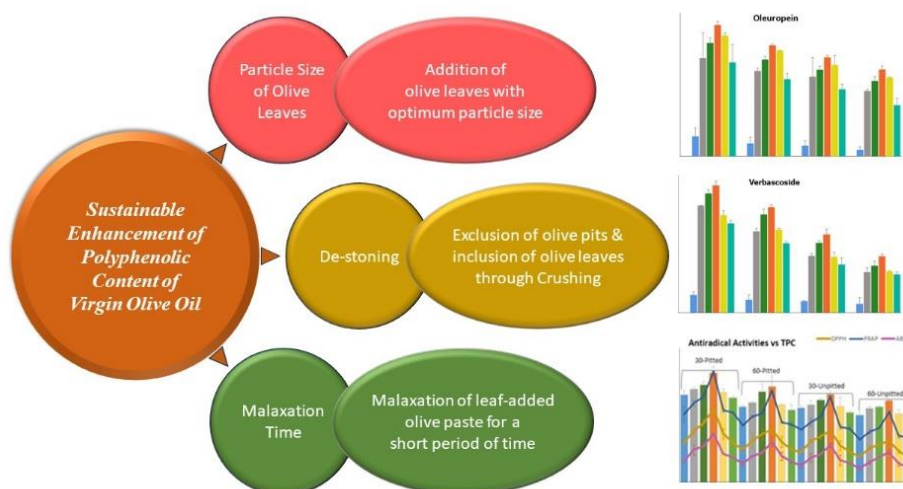 Sustainable
Enhancement of
Polyphenolic
Content of
Virgin Olive Oil
Particle Size
of Olive
Leaves
Addition of
olive leaves with
optimum particle size
De-stoning
Exclusion of olive pits &
inclusion of olive leaves
through Crushing
Malaxation
Time
Malaxation of leaf-added
olive paste for a
short period of time
Oleuropein
Verbascoside
Antiradical Activities vs TPC
DPPH FRAP AB
30-Pitted
60-Pitted
30-Unpitted
60-Unpitted